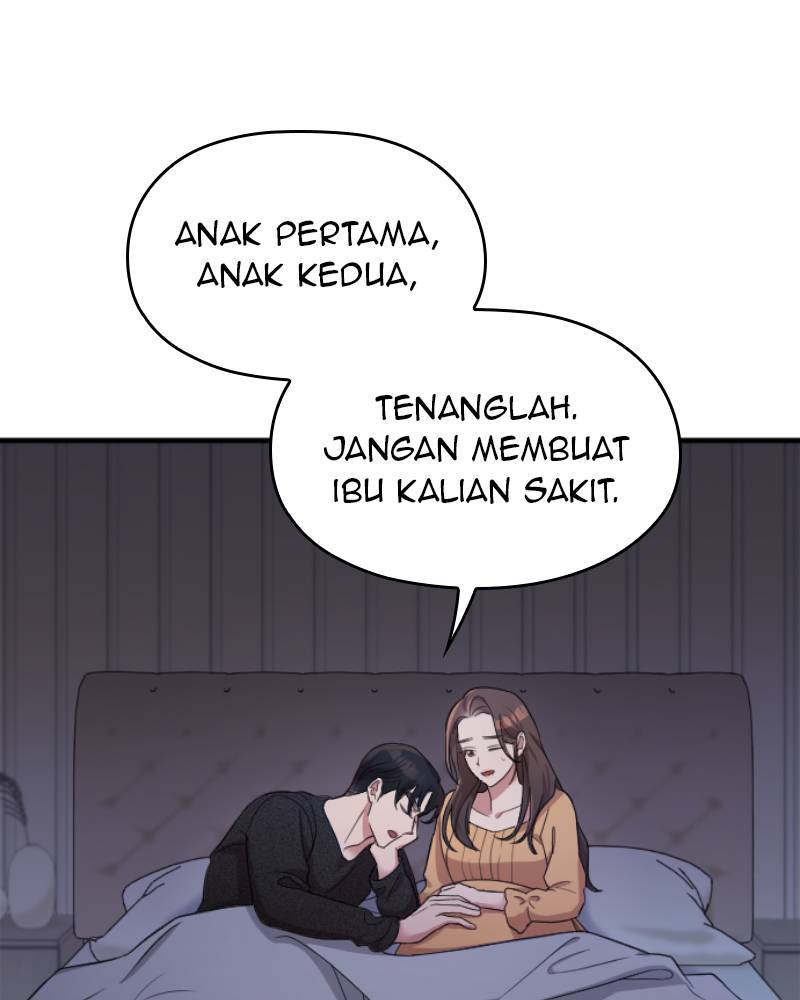 ANAK PERTAMA,
ANAK KEDUA,
TENANGLAH.
JANGAN MEMBUAT
IBU KALIAN SAKIT.